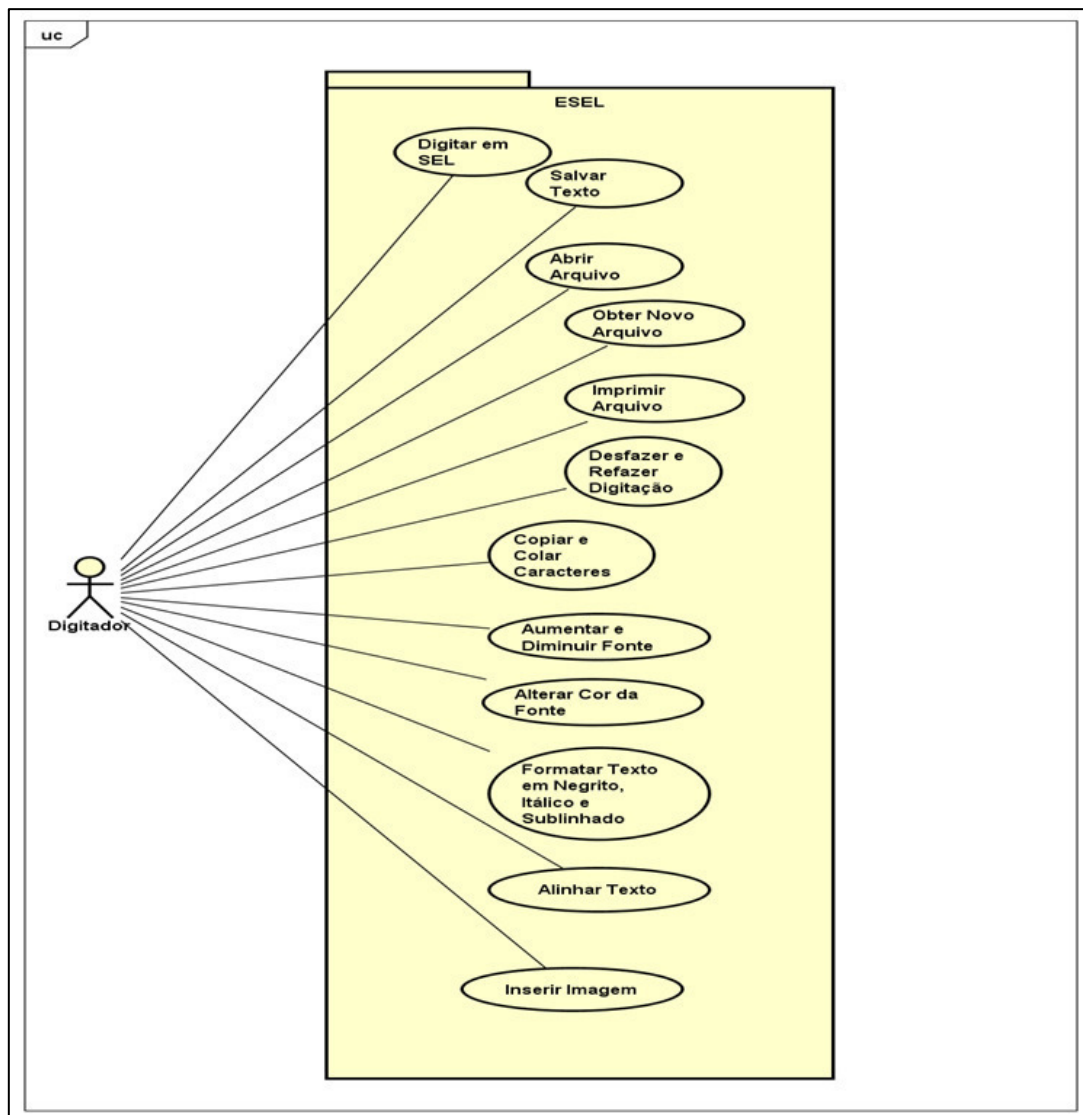 uc
ESEL
Digitar em
SEL
Salvar
Texto
Abrir
Arquivo
Obter Novo
Arquivo
Imprimir
Arquivo
Desfazer e
Refazer
Digitação
Copiar e
Colar
Caracteres
Digitador
Aumentar e
Diminuir Fonte
Alterar Cor da
Fonte
Formatar Texto
em Negrito,
Itálico e
Sublinhado
Alinhar Texto
Inserir Imagem